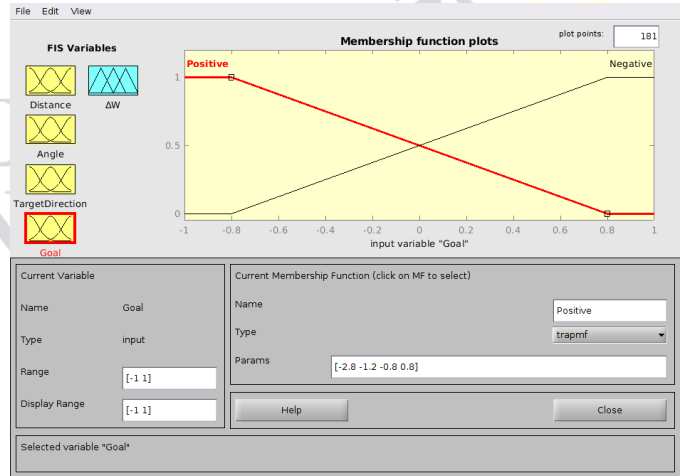 File Edit View
FIS Variables
Membership function plots
plot points: 181
Distance
ΔW
Angle
TargetDirection
Goal
Positive
Negative
1
0.5
0
-1 -0.8 -0.6 -0.4 -0.2 0 0.2 0.4 0.6 0.8 1
input variable "Goal"
Current Variable
Name Goal
Type input
Range [-1 1]
Display Range [-1 1]
Current Membership Function (click on MF to select)
Name Positive
Type trapmf
Params [-2.8 -1.2 -0.8 0.8]
Help Close
Selected variable "Goal"